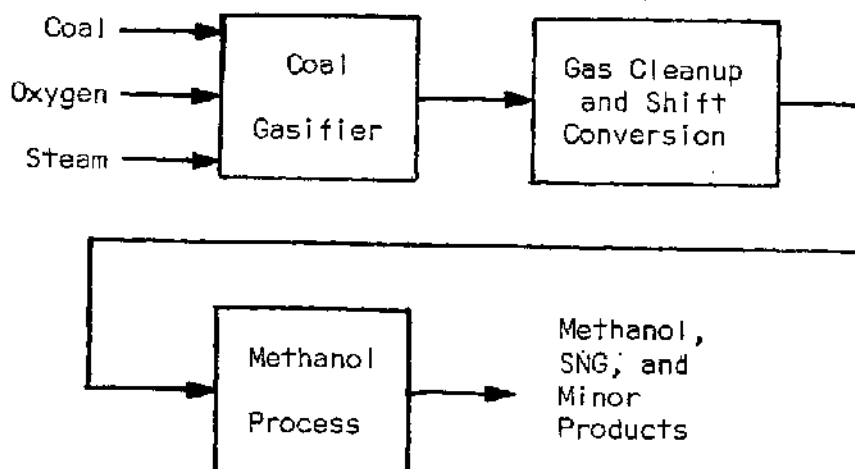 Coal
Oxygen
Steam
Coal
Gasifier
Gas Cleanup
and Shift
Conversion
Methanol
Process
Methanol,
SNG, and
Minor
Products